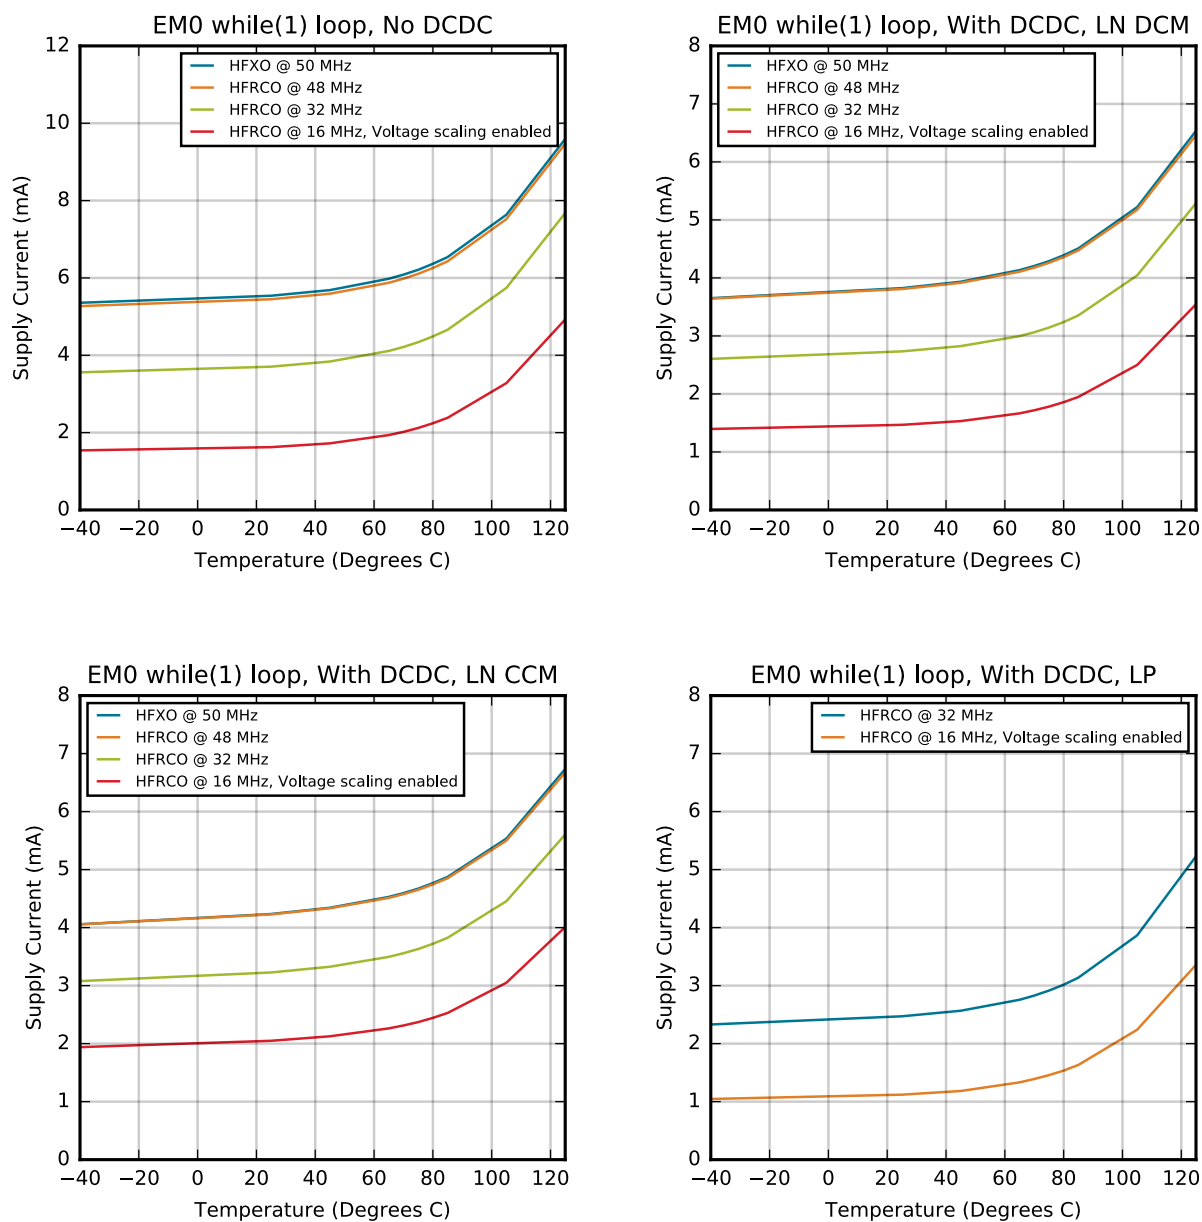 EM0 while(1) loop, No DCDC
HFXO @ 50 MHz
HFRCO @ 48 MHz
HFRCO @ 32 MHz
HFRCO @ 16 MHz, Voltage scaling enabled
Supply Current (mA)
12
10
8
6
4
2
0
−40 −20 0 20 40 60 80 100 120
Temperature (Degrees C)
EM0 while(1) loop, With DCDC, LN DCM
HFXO @ 50 MHz
HFRCO @ 48 MHz
HFRCO @ 32 MHz
HFRCO @ 16 MHz, Voltage scaling enabled
Supply Current (mA)
8
7
6
5
4
3
2
1
0
−40 −20 0 20 40 60 80 100 120
Temperature (Degrees C)
EM0 while(1) loop, With DCDC, LN CCM
HFXO @ 50 MHz
HFRCO @ 48 MHz
HFRCO @ 32 MHz
HFRCO @ 16 MHz, Voltage scaling enabled
Supply Current (mA)
8
7
6
5
4
3
2
1
0
−40 −20 0 20 40 60 80 100 120
Temperature (Degrees C)
EM0 while(1) loop, With DCDC, LP
HFRCO @ 32 MHz
HFRCO @ 16 MHz, Voltage scaling enabled
Supply Current (mA)
8
7
6
5
4
3
2
1
0
−40 −20 0 20 40 60 80 100 120
Temperature (Degrees C)